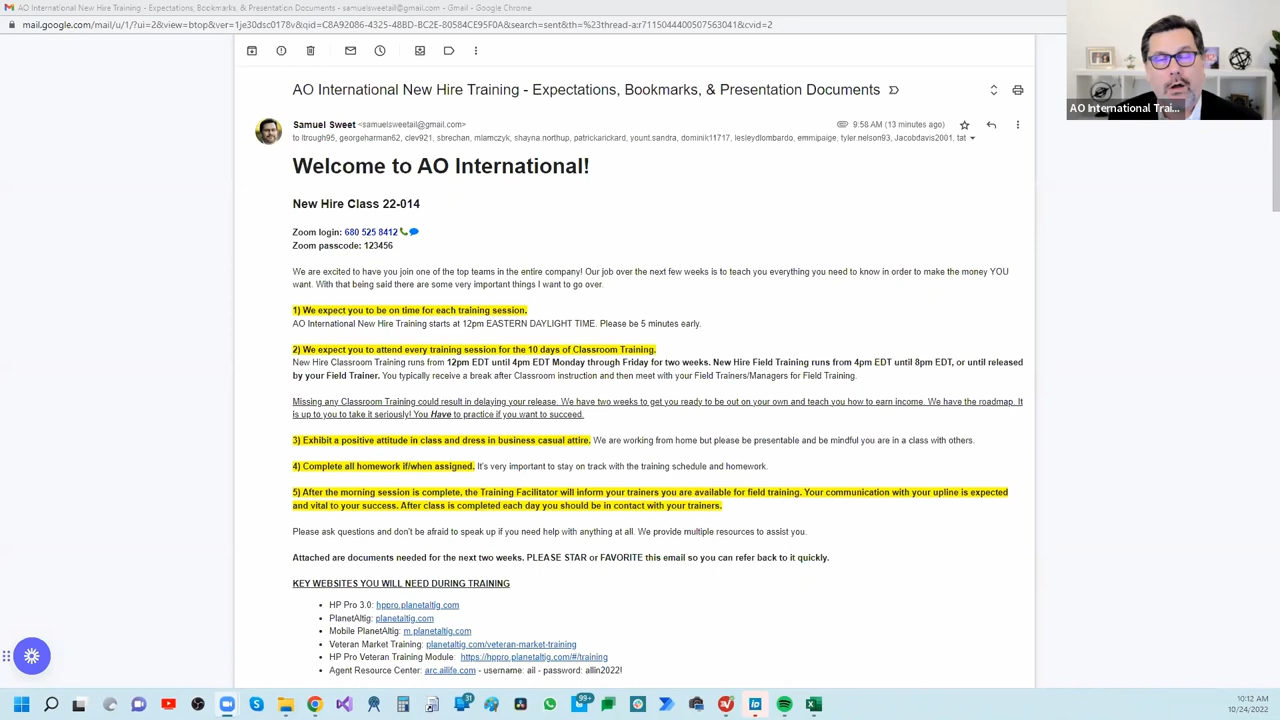 AO International New Hire Training - Expectations, Bookmarks, & Presentation Documents - samuelsweetail@gmail.com - Gmail - Google Chrome
mail.google.com/mail/u/1/?ui=2&view=btop&ver=1je30dsc0178v&qid=C8A92086-4325-48BD-BC2E-80584CE95F0A&search=sent&th=%23thread-a:r7115044400507563041&cvid=2
AO International New Hire Training - Expectations, Bookmarks, & Presentation Documents
Samuel Sweet <samuelsweetail@gmail.com>
9:58 AM (13 minutes ago)
to ltrough95, georgeharman62, clev921, sbrechan, mlamczyk, shayna.northup, patrickarickard, yount.sandra, dominik11717, lesleydlombardo, emmipaige, tyler.nelson93, Jacobdavis2001, tat
AO International Trai...
Welcome to AO International!
New Hire Class 22-014
Zoom login: 680 525 8412
Zoom passcode: 123456
We are excited to have you join one of the top teams in the entire company! Our job over the next few weeks is to teach you everything you need to know in order to make the money YOU
want. With that being said there are some very important things I want to go over.
1) We expect you to be on time for each training session.
AO International New Hire Training starts at 12pm EASTERN DAYLIGHT TIME. Please be 5 minutes early.
2) We expect you to attend every training session for the 10 days of Classroom Training.
New Hire Classroom Training runs from 12pm EDT until 4pm EDT Monday through Friday for two weeks. New Hire Field Training runs from 4pm EDT until 8pm EDT, or until released
by your Field Trainer. You typically receive a break after Classroom instruction and then meet with your Field Trainers/Managers for Field Training.
Missing any Classroom Training could result in delaying your release. We have two weeks to get you ready to be out on your own and teach you how to earn income. We have the roadmap. It
is up to you to take it seriously! You Have to practice if you want to succeed.
3) Exhibit a positive attitude in class and dress in business casual attire. We are working from home but please be presentable and be mindful you are in a class with others.
4) Complete all homework if/when assigned. It's very important to stay on track with the training schedule and homework.
5) After the morning session is complete, the Training Facilitator will inform your trainers you are available for field training. Your communication with your upline is expected
and vital to your success. After class is completed each day you should be in contact with your trainers.
Please ask questions and don't be afraid to speak up if you need help with anything at all. We provide multiple resources to assist you.
Attached are documents needed for the next two weeks. PLEASE STAR or FAVORITE this email so you can refer back to it quickly.
KEY WEBSITES YOU WILL NEED DURING TRAINING
• HP Pro 3.0: hppro.planetaltig.com
• PlanetAltig: planetaltig.com
• Mobile PlanetAltig: m.planetaltig.com
• Veteran Market Training: planetaltig.com/veteran-market-training
• HP Pro Veteran Training Module: https://hppro.planetaltig.com/#/training
• Agent Resource Center: arc.ailife.com - username: ail - password: allin2022!
31
99+
10:12 AM
10/24/2022